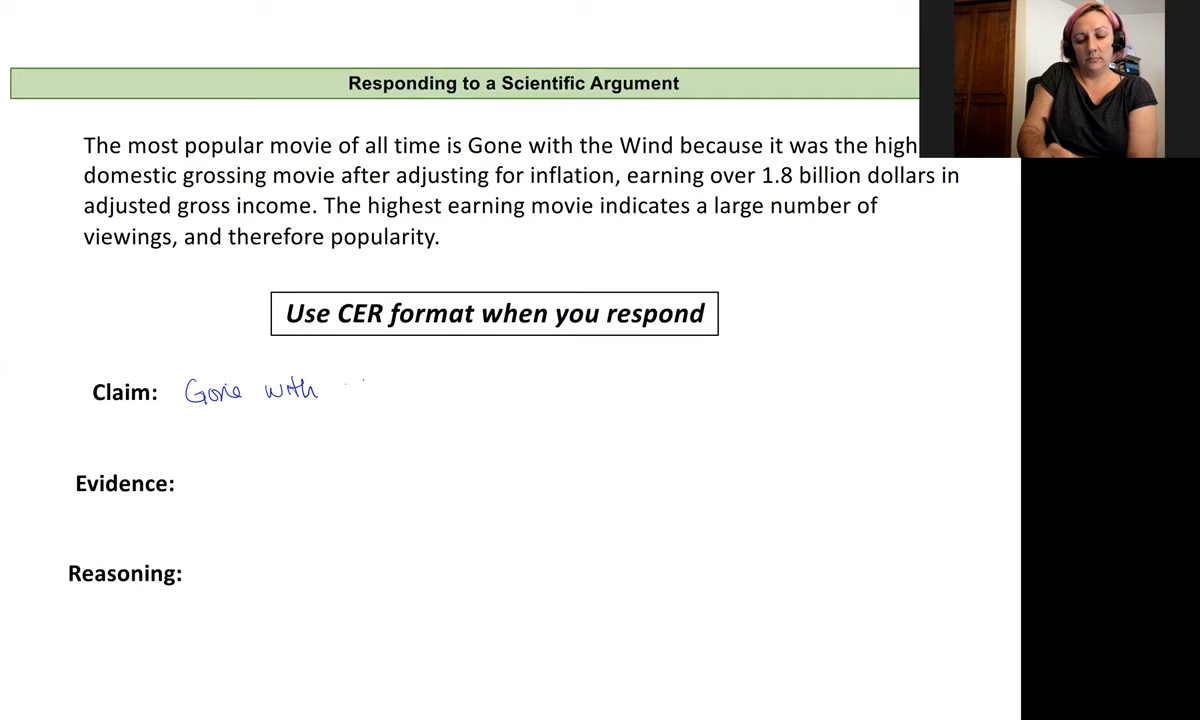 Responding to a Scientific Argument
The most popular movie of all time is Gone with the Wind because it was the high
domestic grossing movie after adjusting for inflation, earning over 1.8 billion dollars in
adjusted gross income. The highest earning movie indicates a large number of
viewings, and therefore popularity.
Use CER format when you respond
Claim: Gone with
Evidence:
Reasoning: